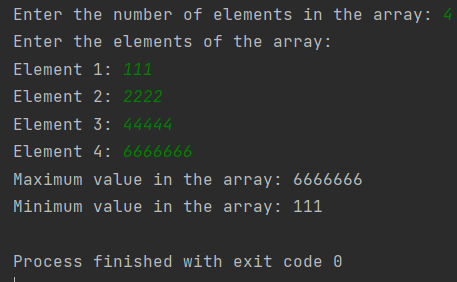 Enter the number of elements in the array: 4
Enter the elements of the array:
Element 1: 111
Element 2: 2222
Element 3: 44444
Element 4: 6666666
Maximum value in the array: 6666666
Minimum value in the array: 111
Process finished with exit code 0